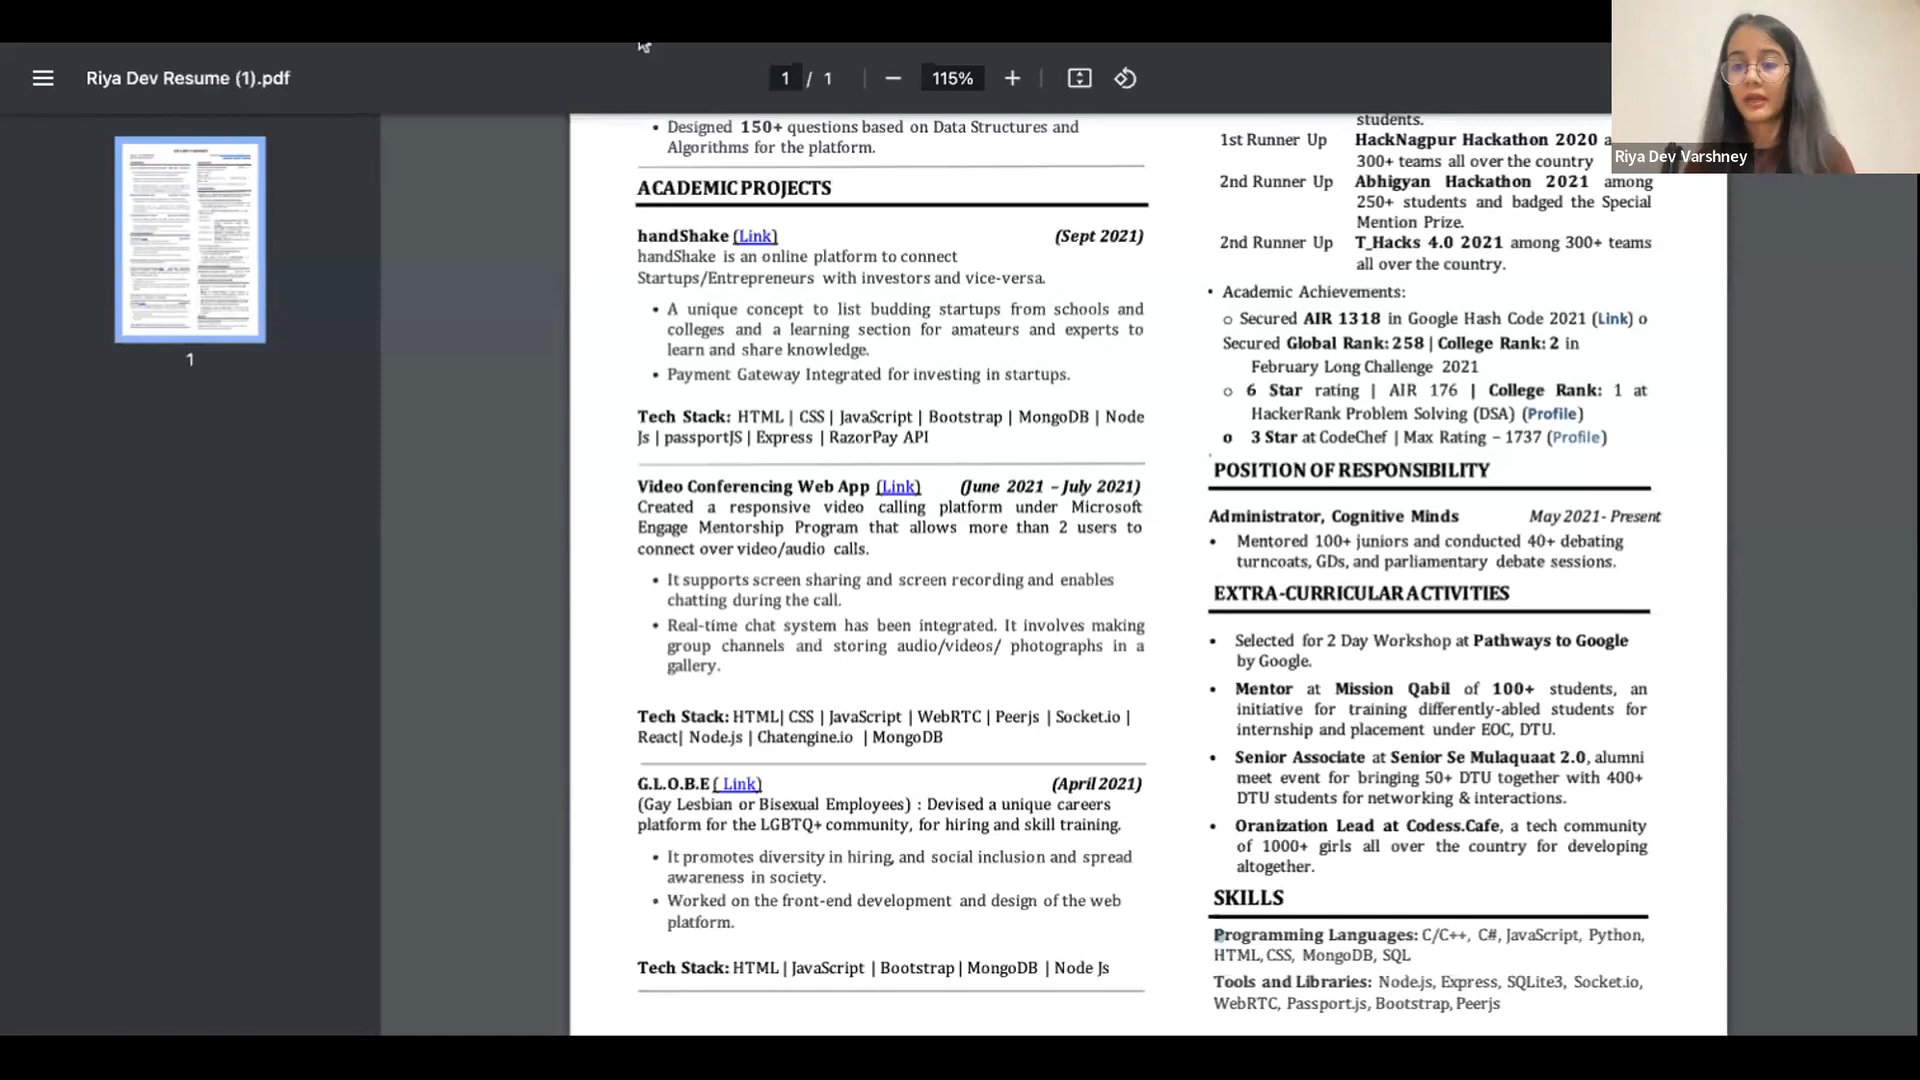 Riya Dev Resume (1).pdf
1 / 1
115%
1
Riya Dev Varshney
• Designed 150+ questions based on Data Structures and
Algorithms for the platform.
ACADEMIC PROJECTS
handShake (Link) (Sept 2021)
handShake is an online platform to connect
Startups/Entrepreneurs with investors and vice-versa.
• A unique concept to list budding startups from schools and
colleges and a learning section for amateurs and experts to
learn and share knowledge.
• Payment Gateway Integrated for investing in startups.
Tech Stack: HTML | CSS | JavaScript | Bootstrap | MongoDB | Node
Js | passportJS | Express | RazorPay API
Video Conferencing Web App (Link) (June 2021 – July 2021)
Created a responsive video calling platform under Microsoft
Engage Mentorship Program that allows more than 2 users to
connect over video/audio calls.
• It supports screen sharing and screen recording and enables
chatting during the call.
• Real-time chat system has been integrated. It involves making
group channels and storing audio/videos/ photographs in a
gallery.
Tech Stack: HTML| CSS | JavaScript | WebRTC | Peerjs | Socket.io |
React| Node.js | Chatengine.io | MongoDB
G.L.O.B.E ( Link) (April 2021)
(Gay Lesbian or Bisexual Employees) : Devised a unique careers
platform for the LGBTQ+ community, for hiring and skill training.
• It promotes diversity in hiring, and social inclusion and spread
awareness in society.
• Worked on the front-end development and design of the web
platform.
Tech Stack: HTML | JavaScript | Bootstrap | MongoDB | Node Js
students.
1st Runner Up HackNagpur Hackathon 2020
300+ teams all over the country
2nd Runner Up Abhigyan Hackathon 2021 among
250+ students and badged the Special
Mention Prize.
2nd Runner Up T_Hacks 4.0 2021 among 300+ teams
all over the country.
• Academic Achievements:
o Secured AIR 1318 in Google Hash Code 2021 (Link) o
Secured Global Rank: 258 | College Rank: 2 in
February Long Challenge 2021
o 6 Star rating | AIR 176 | College Rank: 1 at
HackerRank Problem Solving (DSA) (Profile)
o 3 Star at CodeChef | Max Rating – 1737 (Profile)
POSITION OF RESPONSIBILITY
Administrator, Cognitive Minds May 2021- Present
• Mentored 100+ juniors and conducted 40+ debating
turncoats, GDs, and parliamentary debate sessions.
EXTRA-CURRICULAR ACTIVITIES
• Selected for 2 Day Workshop at Pathways to Google
by Google.
• Mentor at Mission Qabil of 100+ students, an
initiative for training differently-abled students for
internship and placement under EOC, DTU.
• Senior Associate at Senior Se Mulaquaat 2.0, alumni
meet event for bringing 50+ DTU together with 400+
DTU students for networking & interactions.
• Oranization Lead at Codess.Cafe, a tech community
of 1000+ girls all over the country for developing
altogether.
SKILLS
Programming Languages: C/C++, C#, JavaScript, Python,
HTML, CSS, MongoDB, SQL
Tools and Libraries: Node.js, Express, SQLite3, Socket.io,
WebRTC, Passport.js, Bootstrap, Peerjs